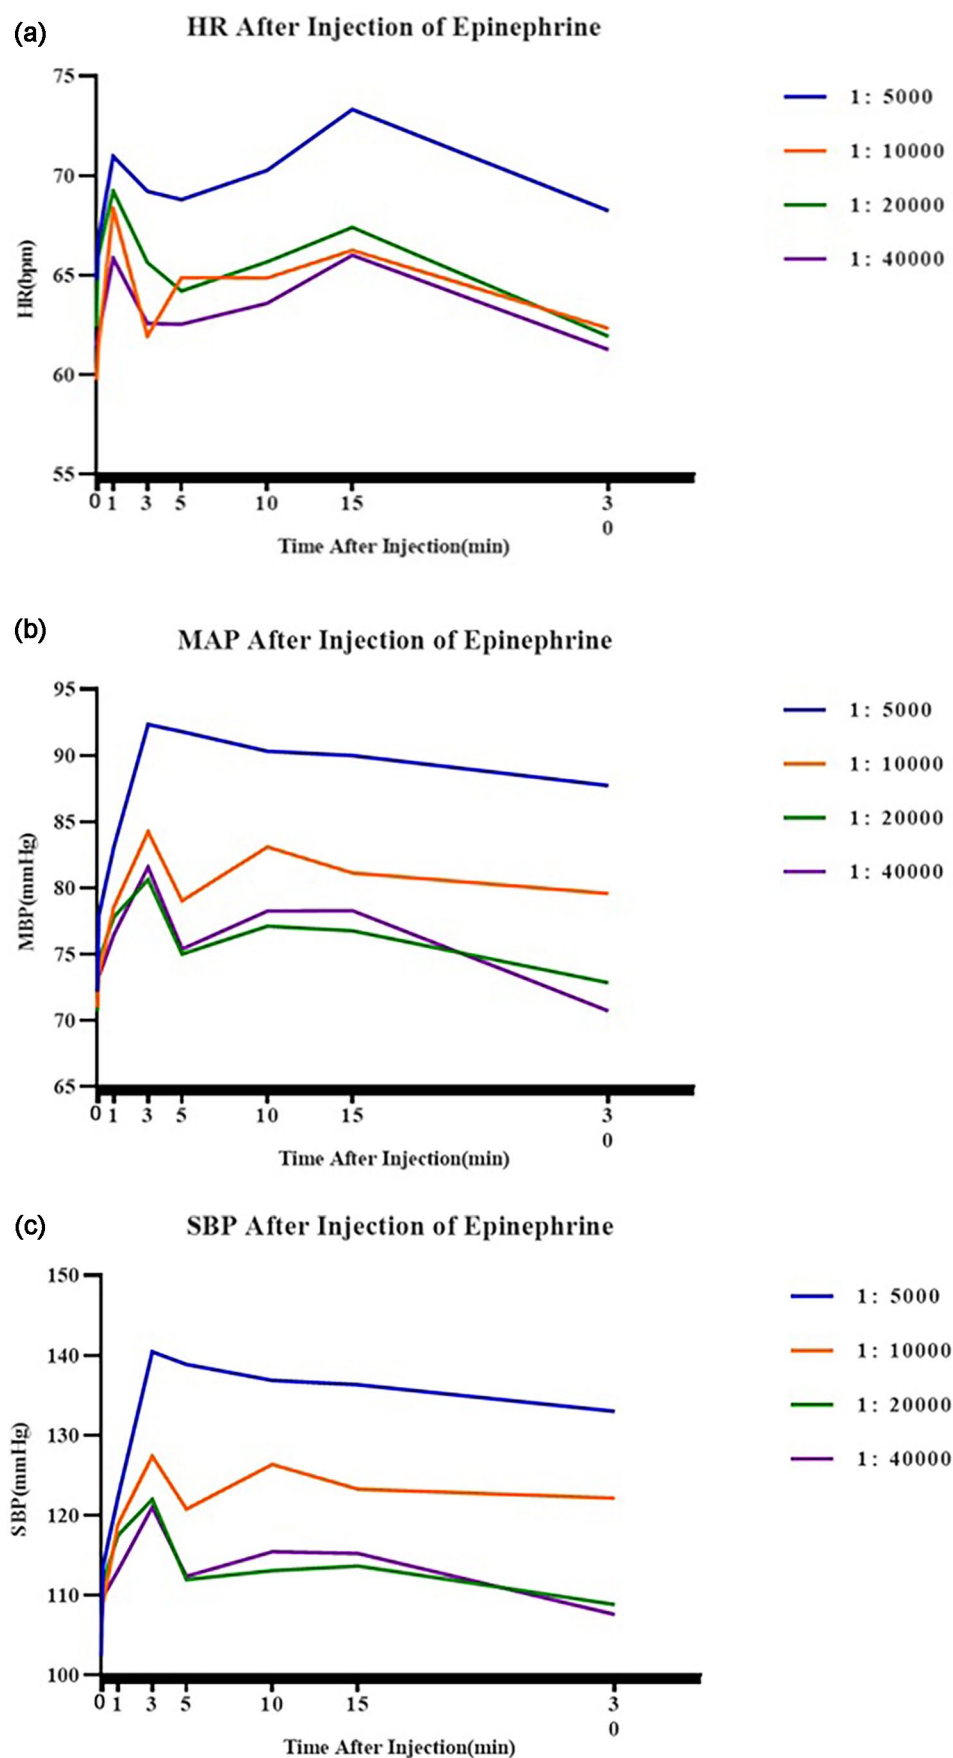 (a)
HR After Injection of Epinephrine
75
70
65
60
55
HR(bpm)
0 1 3 5 10 15 3
0
Time After Injection(min)
1: 5000
1: 10000
1: 20000
1: 40000
(b)
MAP After Injection of Epinephrine
95
90
85
80
75
70
65
MBP(mmHg)
0 1 3 5 10 15 3
0
Time After Injection(min)
1: 5000
1: 10000
1: 20000
1: 40000
(c)
SBP After Injection of Epinephrine
150
140
130
120
110
100
SBP(mmHg)
0 1 3 5 10 15 3
0
Time After Injection(min)
1: 5000
1: 10000
1: 20000
1: 40000